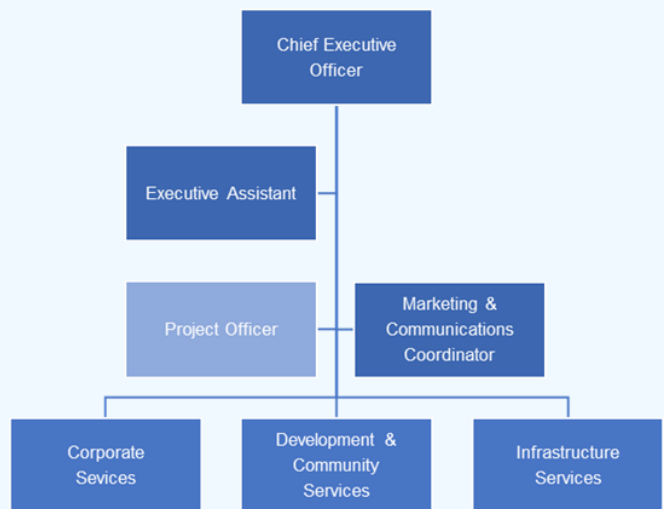 Chief Executive
Officer
Executive Assistant
Project Officer
Marketing &
Communications
Coordinator
Corporate
Sevices
Development &
Community
Services
Infrastructure
Services